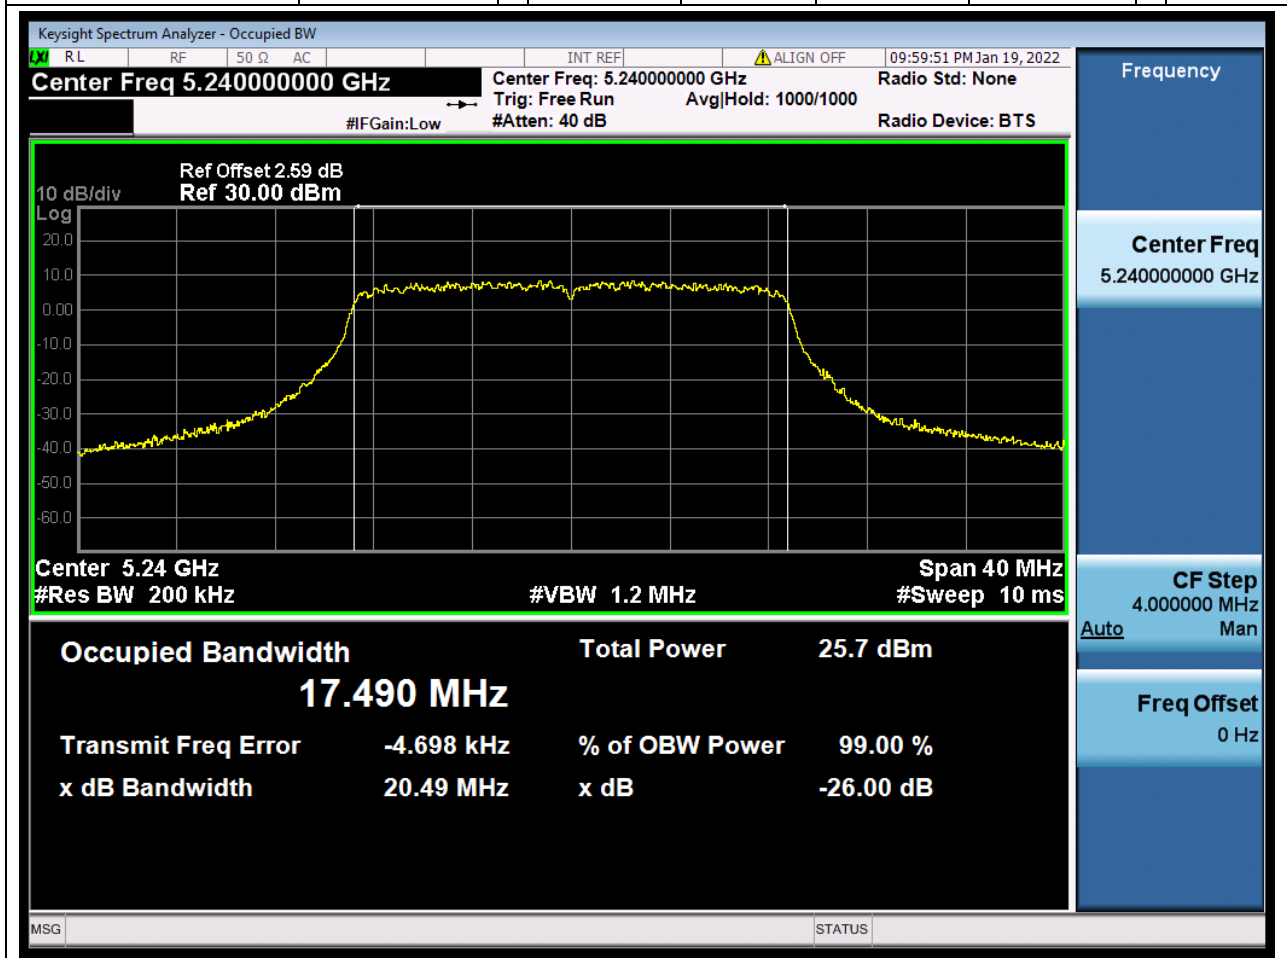 Keysight Spectrum Analyzer - Occupied BW
LXI RL RF 50 Ω AC INT REF ALIGN OFF 09:59:51 PM Jan 19, 2022
Center Freq 5.240000000 GHz
Center Freq: 5.240000000 GHz Radio Std: None
Trig: Free Run Avg|Hold: 1000/1000
#IFGain:Low #Atten: 40 dB Radio Device: BTS
Ref Offset 2.59 dB
10 dB/div Ref 30.00 dBm
Log
20.0
10.0
0.00
-10.0
-20.0
-30.0
-40.0
-50.0
-60.0
Center 5.24 GHz Span 40 MHz
#Res BW 200 kHz #VBW 1.2 MHz #Sweep 10 ms
Occupied Bandwidth Total Power 25.7 dBm
17.490 MHz
Transmit Freq Error -4.698 kHz % of OBW Power 99.00 %
x dB Bandwidth 20.49 MHz x dB -26.00 dB
MSG STATUS
Frequency
Center Freq
5.240000000 GHz
CF Step
4.000000 MHz
Auto Man
Freq Offset
0 Hz